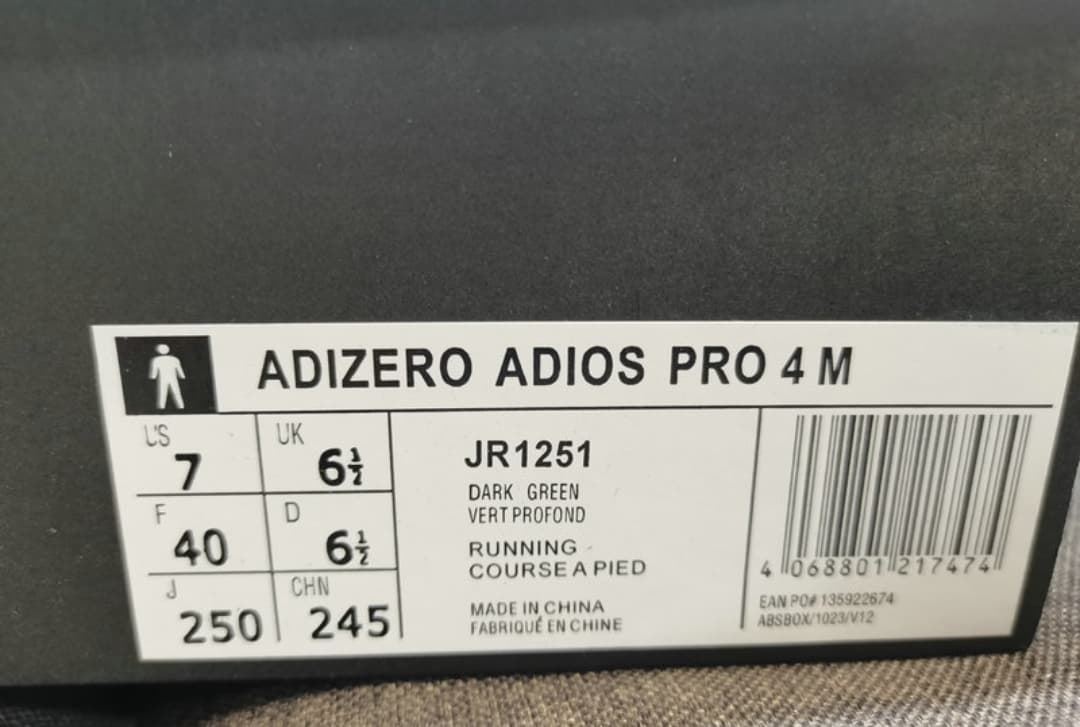 ADIZERO ADIOS PRO 4 M
US
7
UK
6½
F
40
D
6½
J
250
CHN
245
JR1251
DARK GREEN
VERT PROFOND
RUNNING
COURSE A PIED
MADE IN CHINA
FABRIQUÉ EN CHINE
4 068801 217474
EAN PO# 135922674
ABSBOX/1023/V12